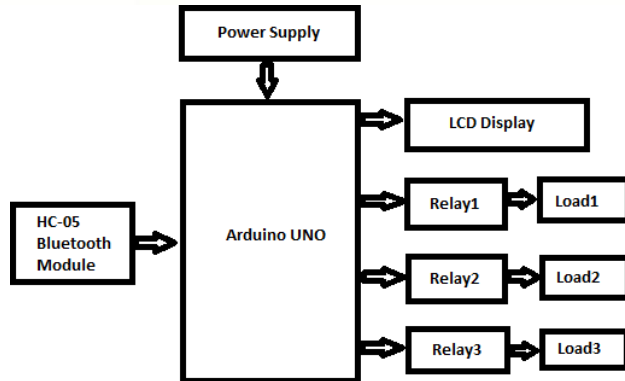 Power Supply
LCD Display
HC-05
Bluetooth
Module
Arduino UNO
Relay1
Load1
Relay2
Load2
Relay3
Load3